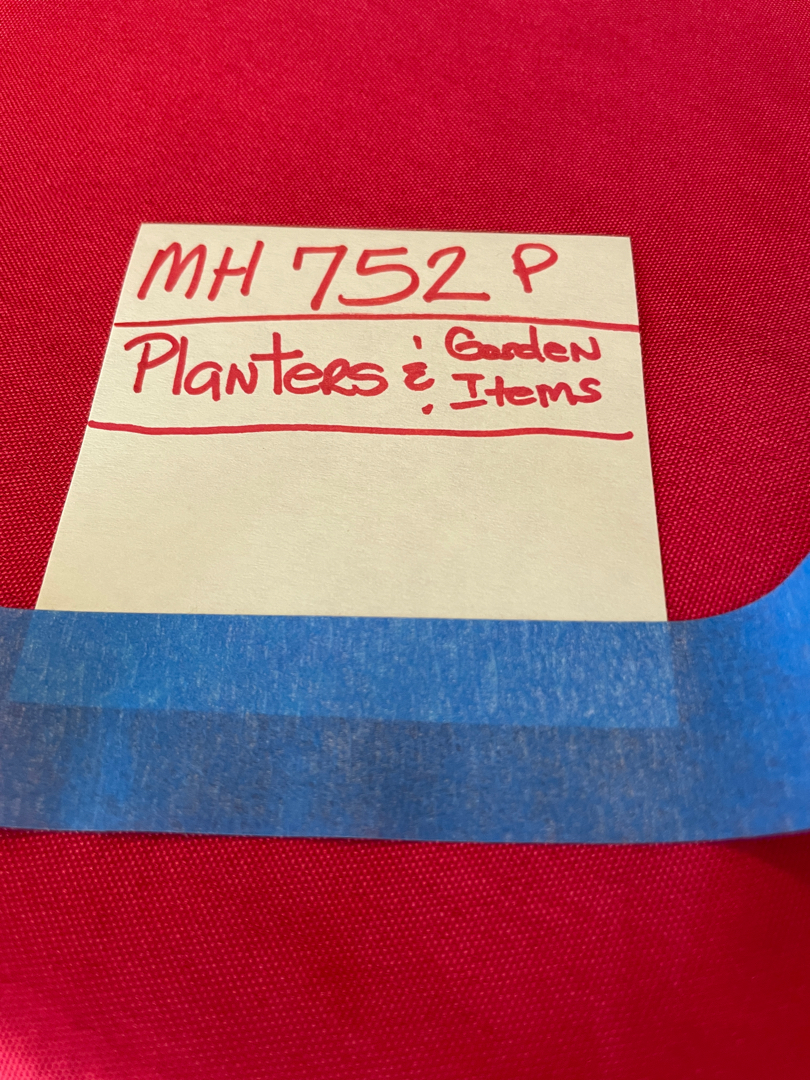 MH 752 P
Planters & Garden
Items